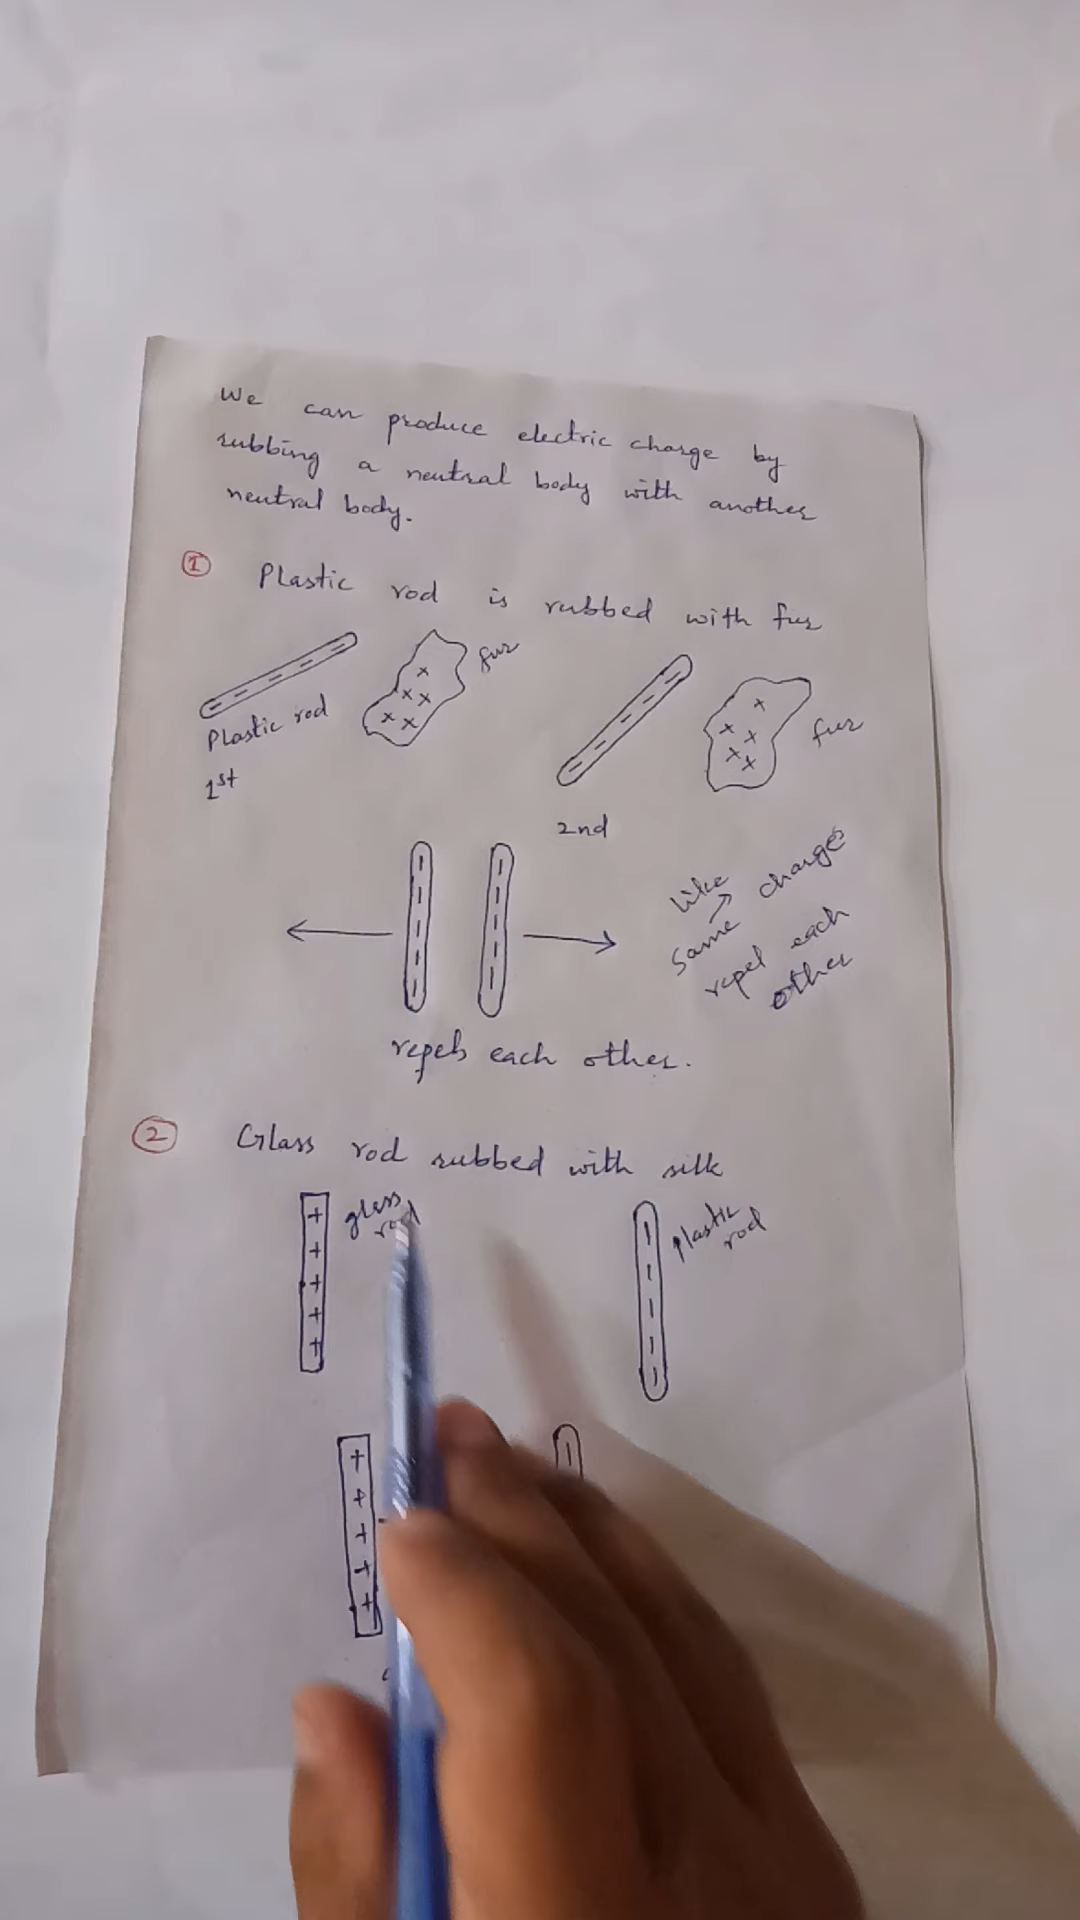 We can produce electric charge by
rubbing a neutral body with another
neutral body.
1 Plastic rod is rubbed with fur
fur
Plastic rod
1st
fur
2nd
Like
Same charge
repel each
other
repels each other.
2 Glass rod rubbed with silk
glass
rod
plastic
rod